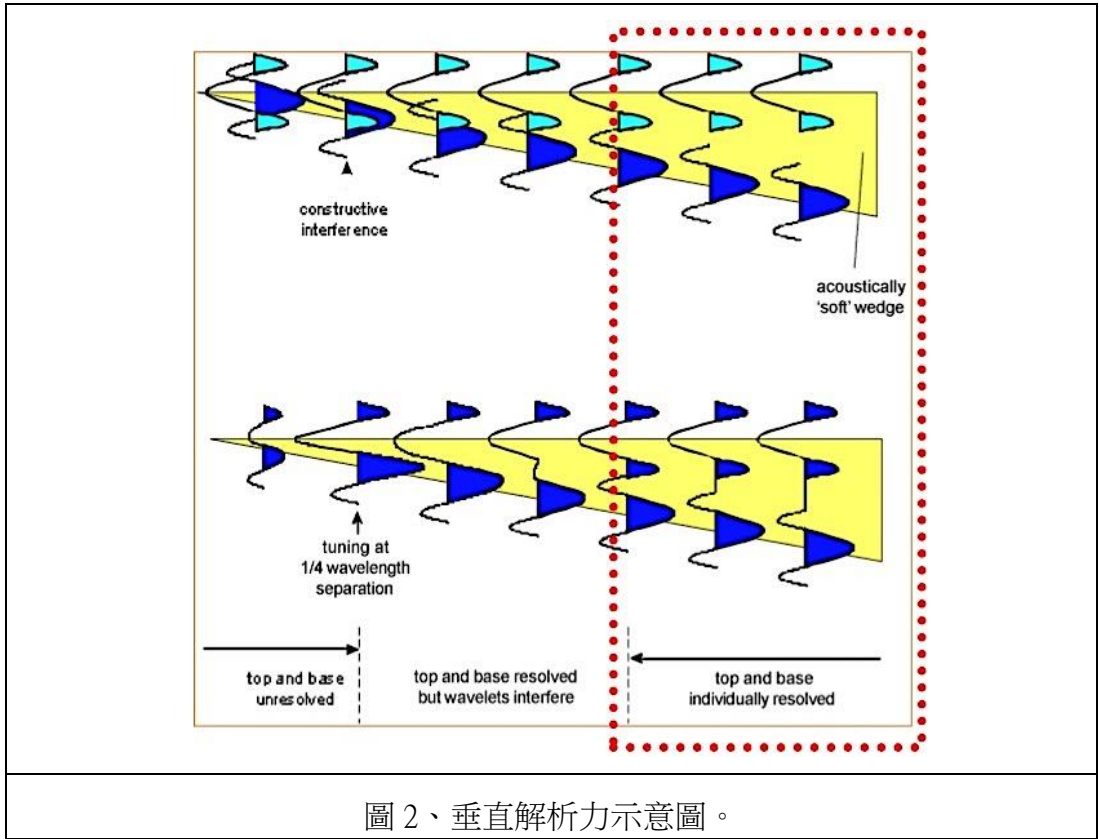 constructive
interference
acoustically
'soft' wedge
tuning at
1/4 wavelength
separation
top and base
unresolved
top and base resolved
but wavelets interfere
top and base
individually resolved
圖 2、垂直解析力示意圖。